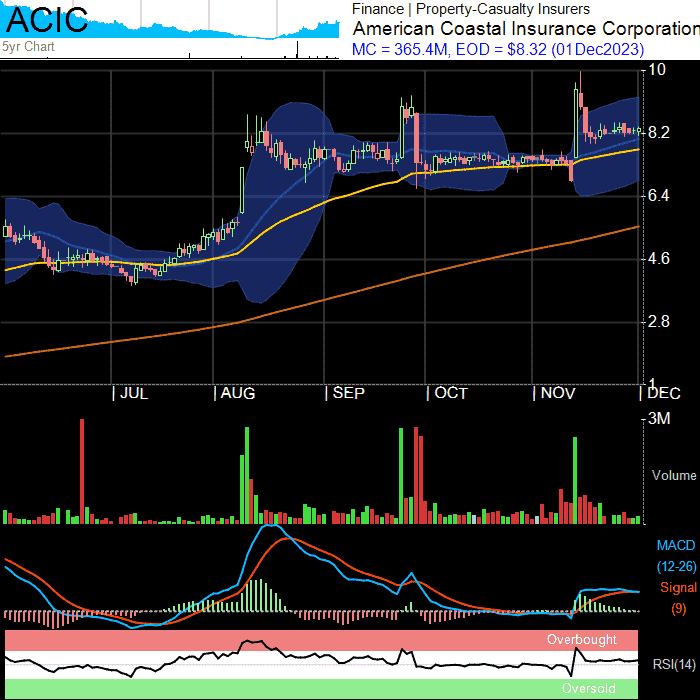 ACIC
5yr Chart
Finance | Property-Casualty Insurers
American Coastal Insurance Corporation
MC = 365.4M, EOD = $8.32 (01Dec2023)
10
8.2
6.4
4.6
2.8
1
JUL AUG SEP OCT NOV DEC
3M
Volume
MACD
(12-26)
Signal
(9)
Overbought
RSI(14)
Oversold